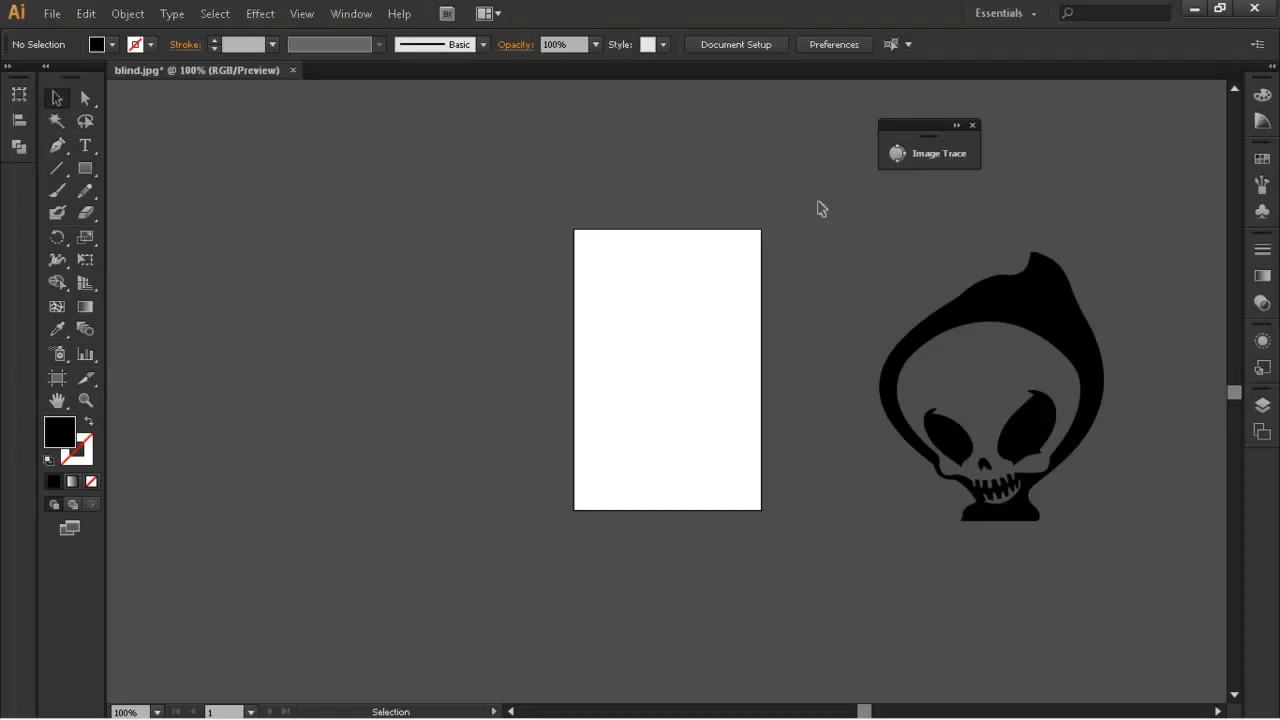 Ai File Edit Object Type Select Effect View Window Help Br Essentials
No Selection Stroke: Basic Opacity: 100% Style: Document Setup Preferences
blind.jpg* @ 100% (RGB/Preview)
Image Trace
T
100% 1 Selection